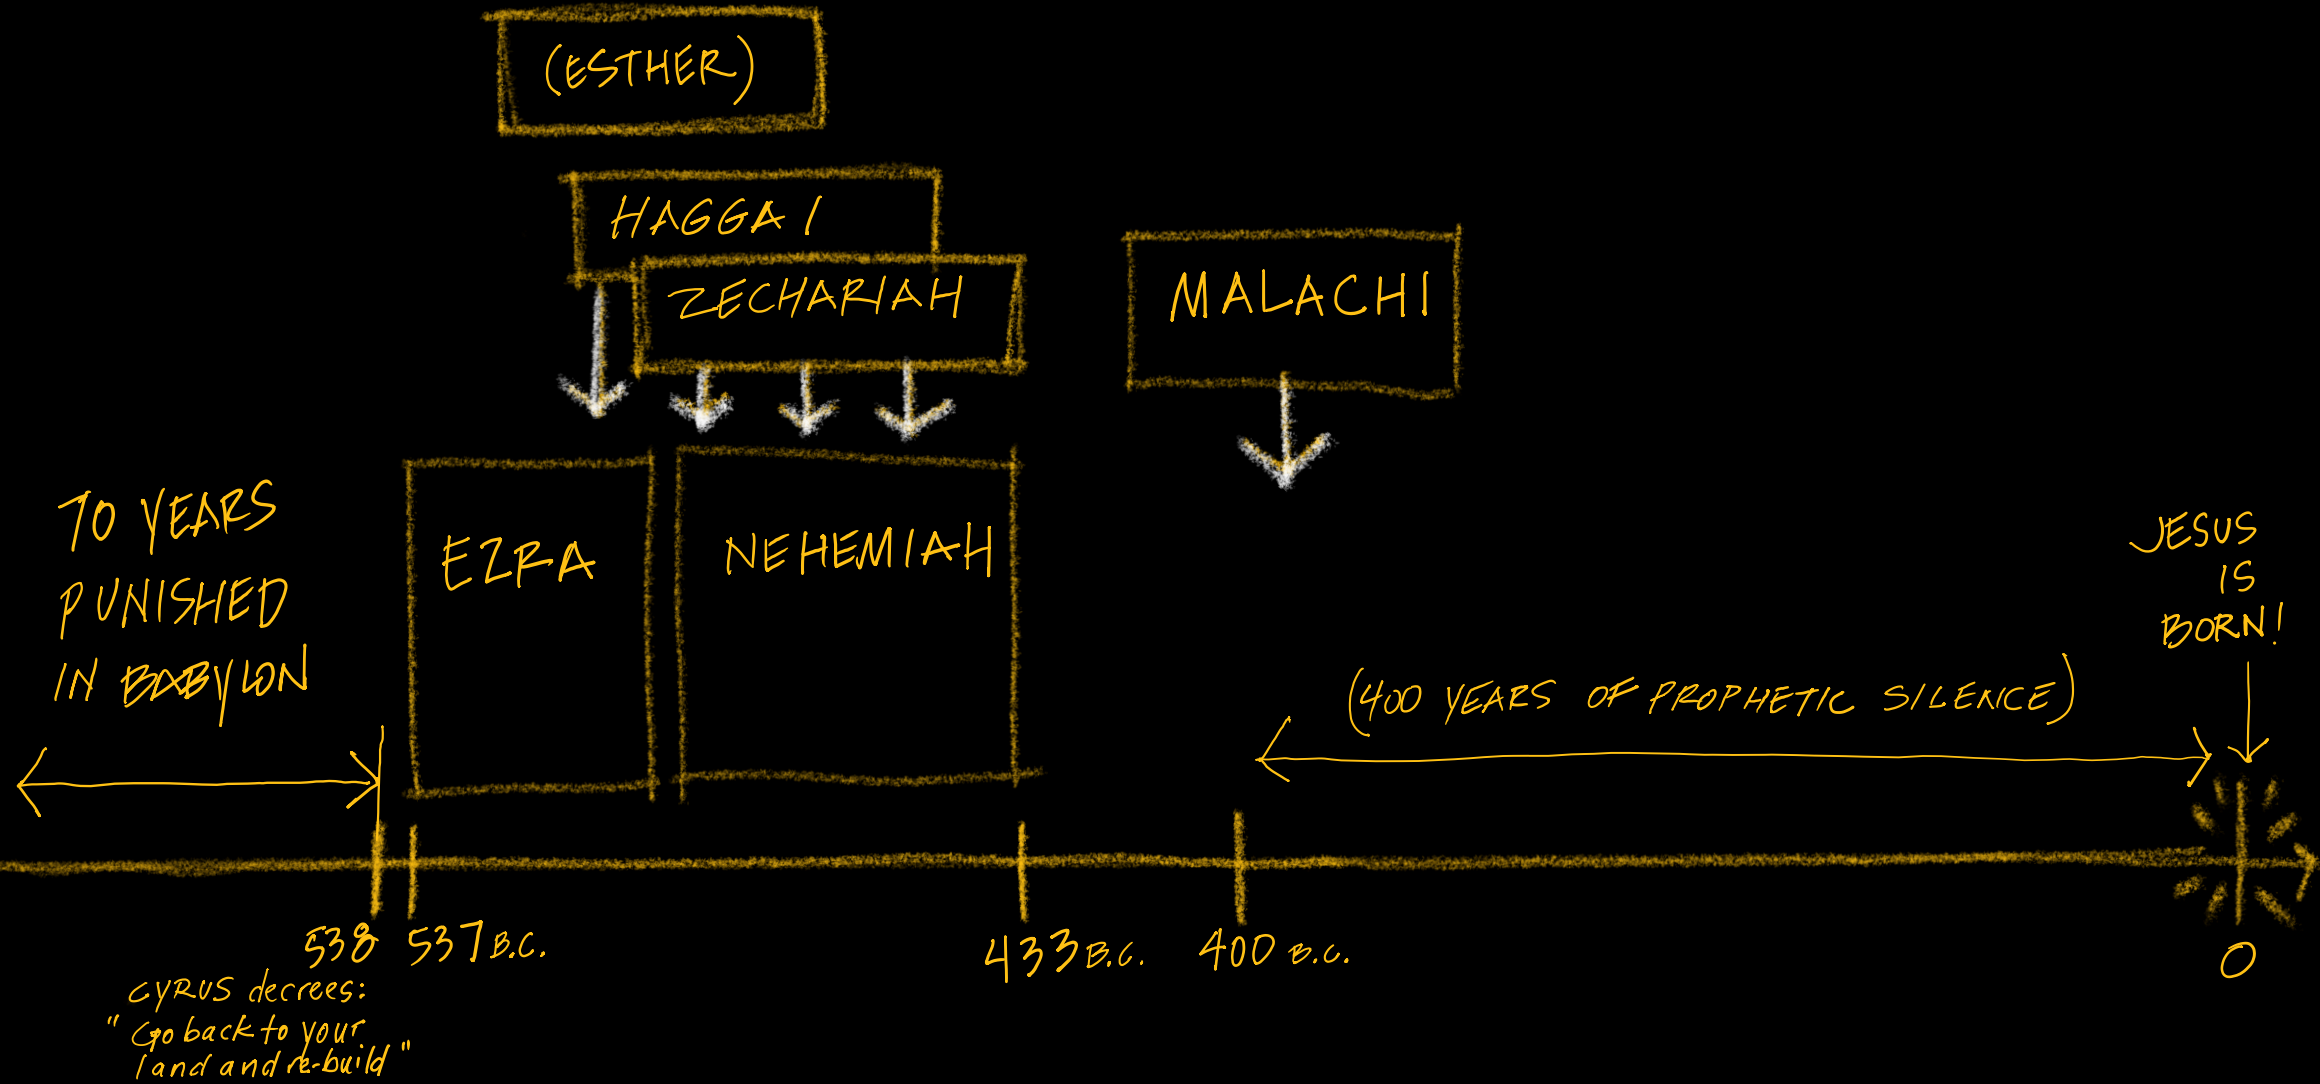 (ESTHER)
HAGGAI
ZECHARIAH
MALACHI
EZRA
NEHEMIAH
70 YEARS
PUNISHED
IN BABYLON
JESUS
IS
BORN!
(400 YEARS OF PROPHETIC SILENCE)
538
537 B.C.
433 B.C.
400 B.C.
0
CYRUS decrees:
"Go back to your
land and re-build"